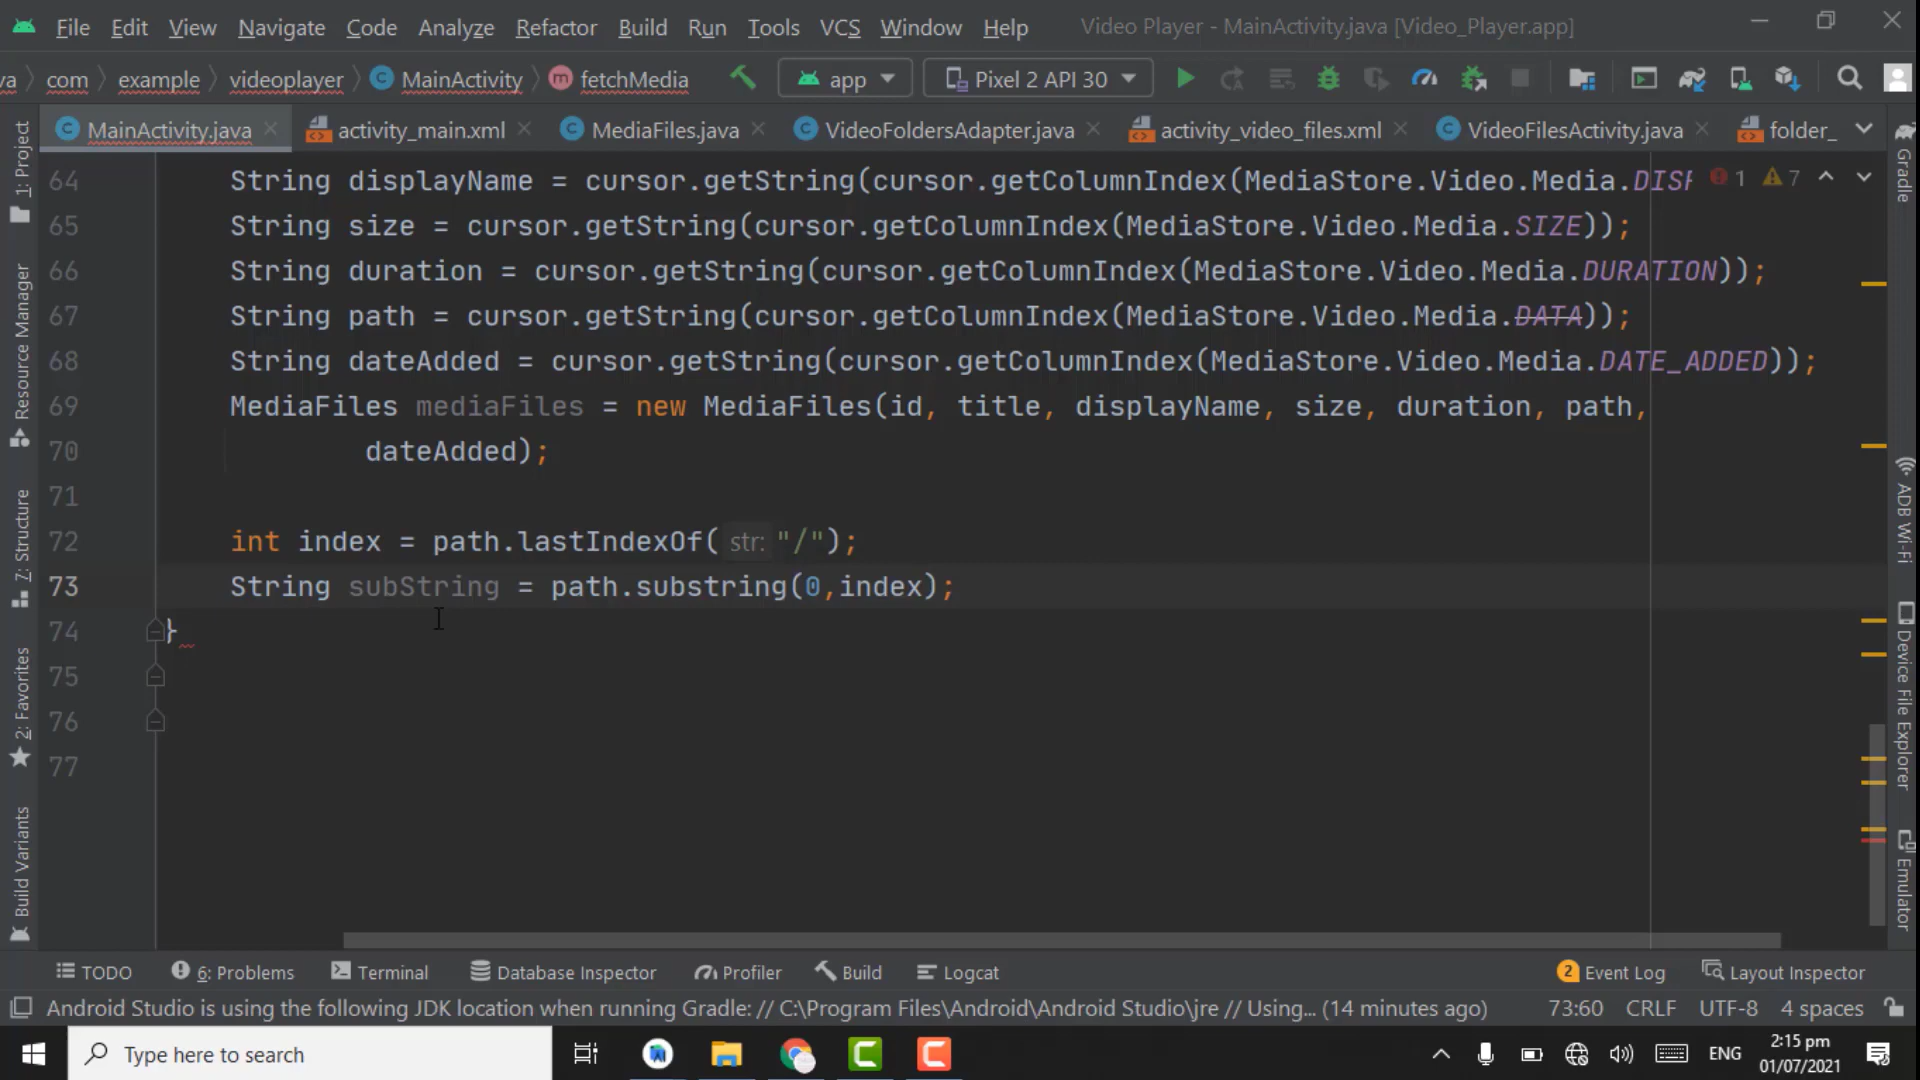 File Edit View Navigate Code Analyze Refactor Build Run Tools VCS Window Help Video Player - MainActivity.java [Video_Player.app]
va com example videoplayer MainActivity fetchMedia app Pixel 2 API 30
MainActivity.java activity_main.xml MediaFiles.java VideoFoldersAdapter.java activity_video_files.xml VideoFilesActivity.java folder_
1: Project
Resource Manager
7: Structure
2: Favorites
Build Variants
64 String displayName = cursor.getString(cursor.getColumnIndex(MediaStore.Video.Media.DISP 1 7
65 String size = cursor.getString(cursor.getColumnIndex(MediaStore.Video.Media.SIZE));
66 String duration = cursor.getString(cursor.getColumnIndex(MediaStore.Video.Media.DURATION));
67 String path = cursor.getString(cursor.getColumnIndex(MediaStore.Video.Media.DATA));
68 String dateAdded = cursor.getString(cursor.getColumnIndex(MediaStore.Video.Media.DATE_ADDED));
69 MediaFiles mediaFiles = new MediaFiles(id, title, displayName, size, duration, path,
70 dateAdded);
71
72 int index = path.lastIndexOf( str: "/");
73 String subString = path.substring(0,index);
74 }
75
76
77
Gradle
ADB Wi-Fi
Device File Explorer
Emulator
TODO 6: Problems Terminal Database Inspector Profiler Build Logcat 2 Event Log Layout Inspector
Android Studio is using the following JDK location when running Gradle: // C:\Program Files\Android\Android Studio\jre // Using... (14 minutes ago) 73:60 CRLF UTF-8 4 spaces
Type here to search ENG 2:15 pm
01/07/2021